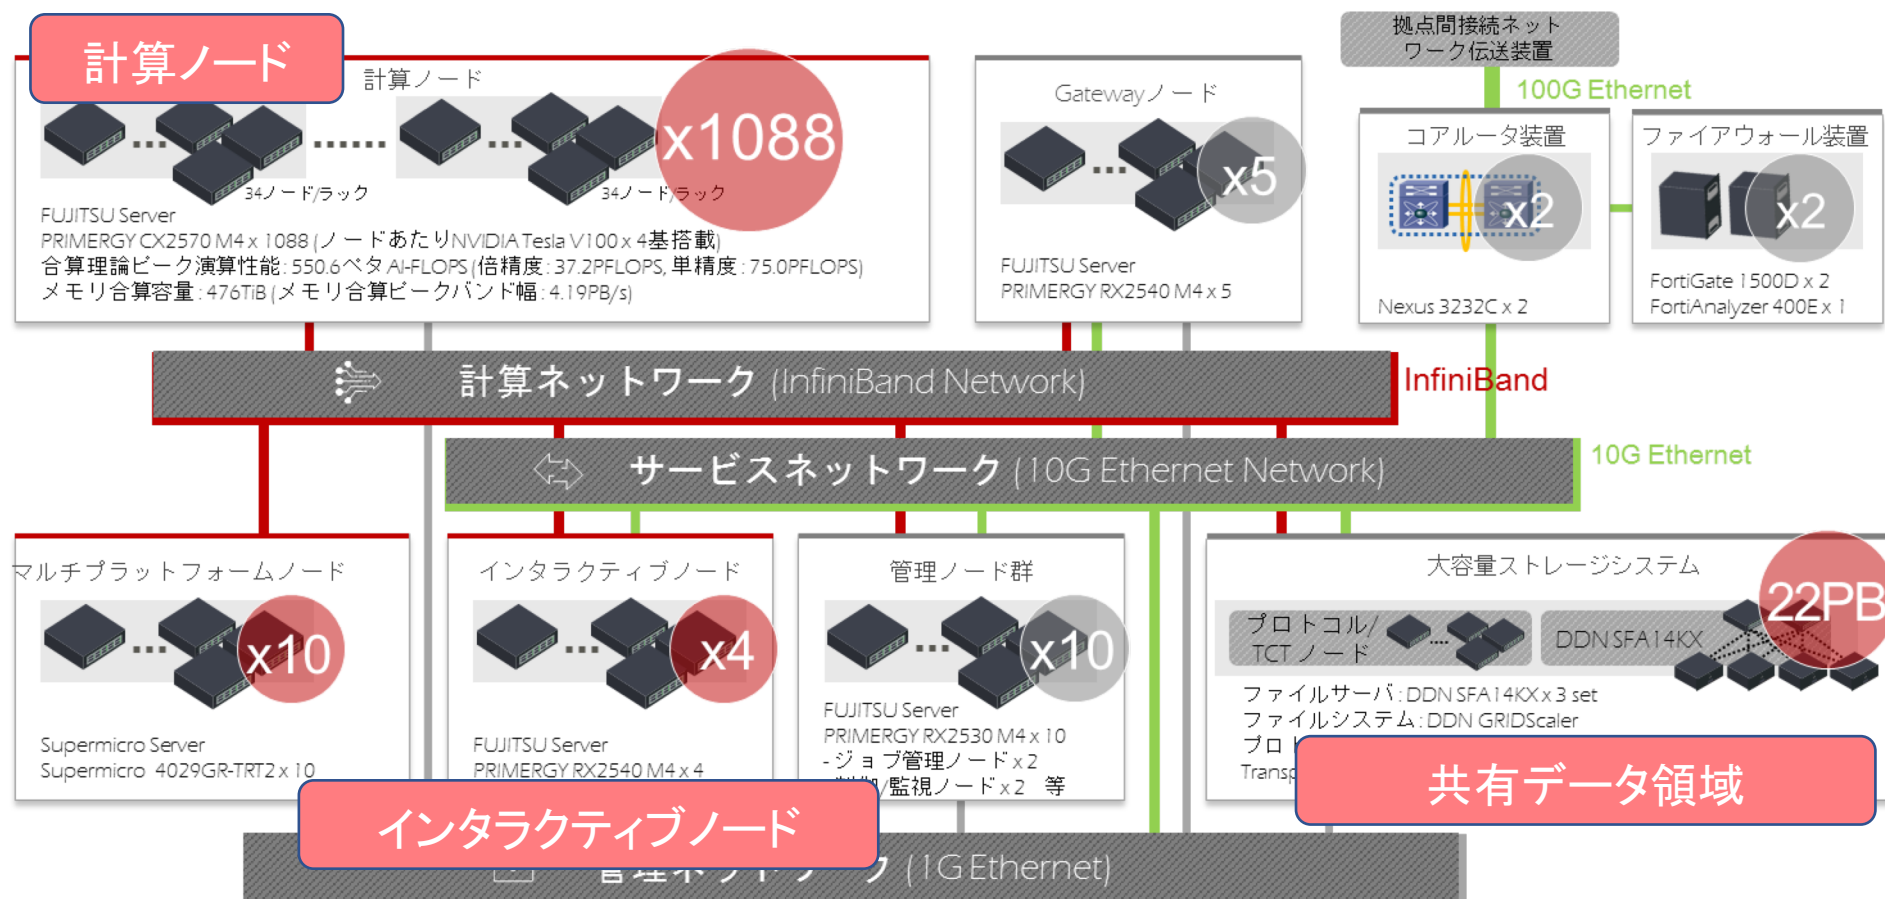 計算ノード
計算ノード
x1088
34ノード/ラック
34ノード/ラック
FUJITSU Server
PRIMERGY CX2570 M4 x 1088 (ノードあたりNVIDIA Tesla V100 x 4基搭載)
合算理論ピーク演算性能 : 550.6ペタ AI-FLOPS (倍精度 : 37.2PFLOPS, 単精度 : 75.0PFLOPS)
メモリ合算容量 : 476TiB (メモリ合算ピークバンド幅 : 4.19PB/s)
Gatewayノード
x5
FUJITSU Server
PRIMERGY RX2540 M4 x 5
拠点間接続ネット
ワーク伝送装置
100G Ethernet
コアルータ装置
x2
Nexus 3232C x 2
ファイアウォール装置
x2
FortiGate 1500D x 2
FortiAnalyzer 400E x 1
計算ネットワーク (InfiniBand Network)
InfiniBand
サービスネットワーク (10G Ethernet Network)
10G Ethernet
マルチプラットフォームノード
x10
Supermicro Server
Supermicro 4029GR-TRT2 x 10
インタラクティブノード
x4
FUJITSU Server
PRIMERGY RX2540 M4 x 4
インタラクティブノード
管理ノード群
x10
FUJITSU Server
PRIMERGY RX2530 M4 x 10
- ジョブ管理ノード x 2
/監視ノード x 2 等
大容量ストレージシステム
22PB
プロトコル/
TCT ノード
DDN SFA14KX
ファイルサーバ : DDN SFA14KX x 3 set
ファイルシステム : DDN GRIDScaler
プロト
Transp
共有データ領域
管理ネットワーク (1G Ethernet)